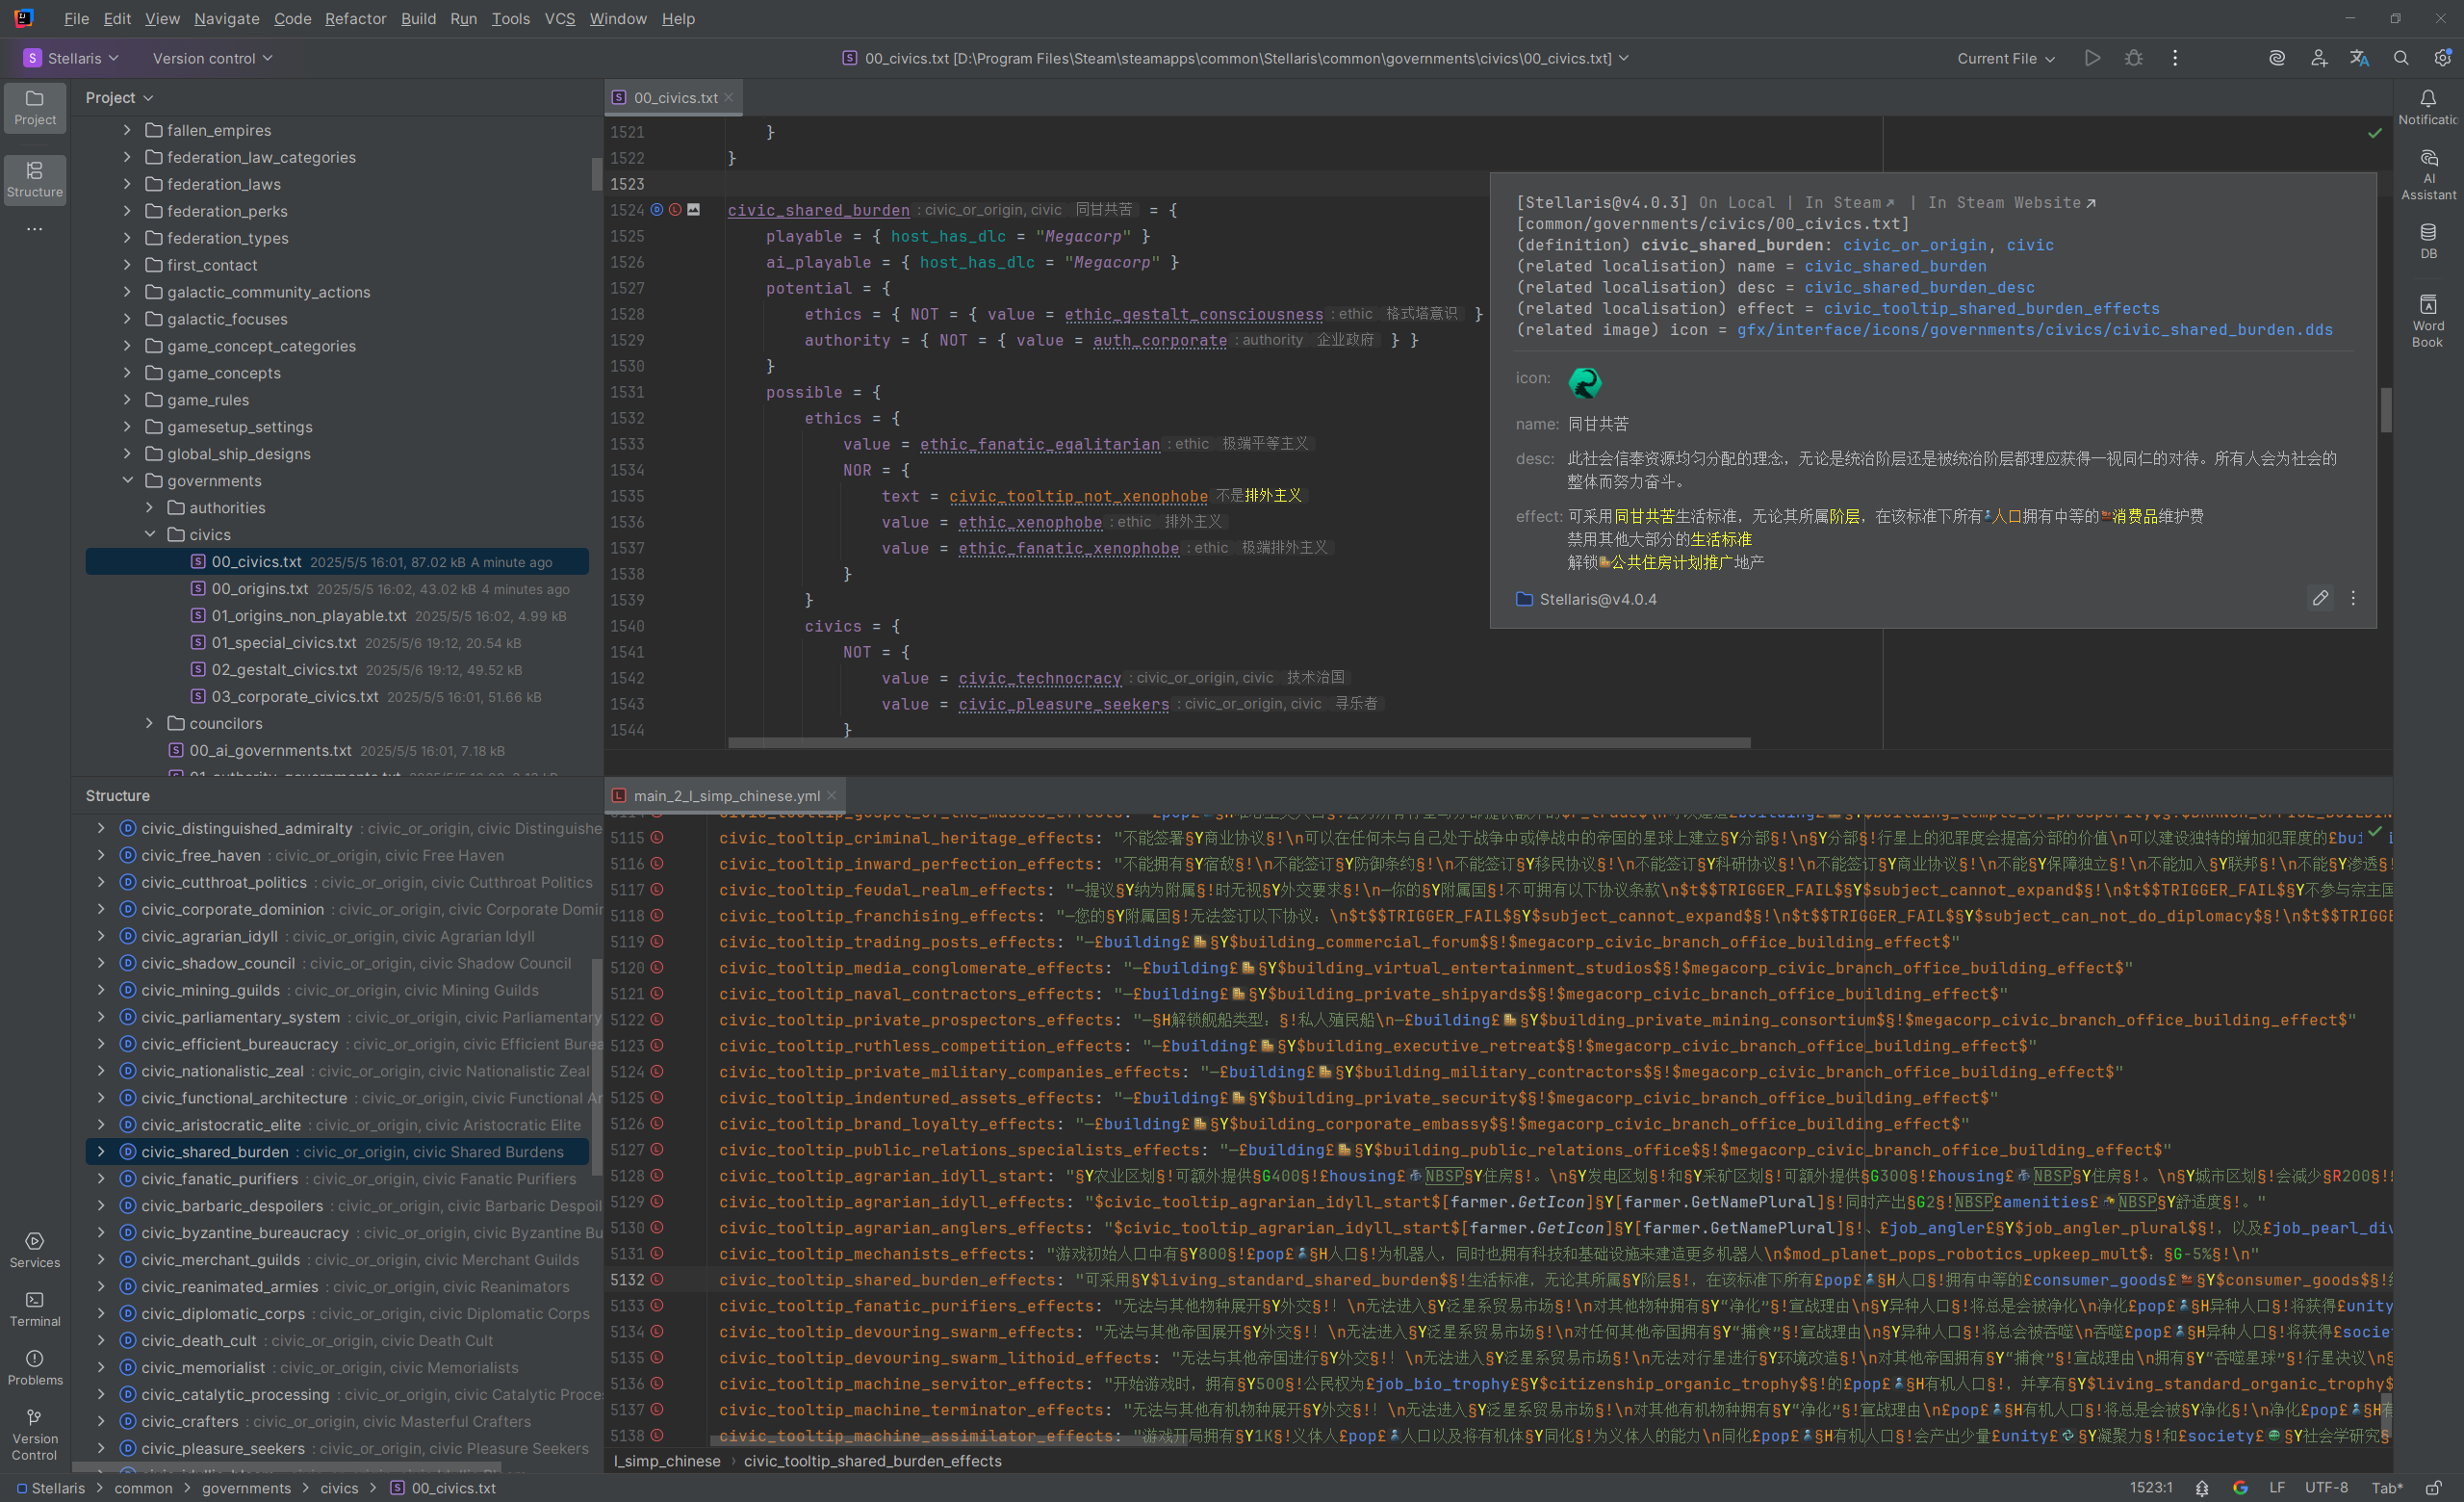 File Edit View Navigate Code Refactor Build Run Tools VCS Window Help
S Stellaris Version control
00_civics.txt [D:\Program Files\Steam\steamapps\common\Stellaris\common\governments\civics\00_civics.txt]
Current File
Project
Structure
Services
Terminal
Problems
Version
Control
Project
fallen_empires
federation_law_categories
federation_laws
federation_perks
federation_types
first_contact
galactic_community_actions
galactic_focuses
game_concept_categories
game_concepts
game_rules
gamesetup_settings
global_ship_designs
governments
authorities
civics
00_civics.txt 2025/5/5 16:01, 87.02 kB A minute ago
00_origins.txt 2025/5/5 16:02, 43.02 kB 4 minutes ago
01_origins_non_playable.txt 2025/5/5 16:02, 4.99 kB
01_special_civics.txt 2025/5/6 19:12, 20.54 kB
02_gestalt_civics.txt 2025/5/6 19:12, 49.52 kB
03_corporate_civics.txt 2025/5/5 16:01, 51.66 kB
councilors
00_ai_governments.txt 2025/5/5 16:01, 7.18 kB
00_civics.txt
1521 }
1522 }
1523
1524 civic_shared_burden : civic_or_origin, civic 同甘共苦 = {
1525 playable = { host_has_dlc = "Megacorp" }
1526 ai_playable = { host_has_dlc = "Megacorp" }
1527 potential = {
1528 ethics = { NOT = { value = ethic_gestalt_consciousness : ethic 格式塔意识 }
1529 authority = { NOT = { value = auth_corporate : authority 企业政府 } }
1530 }
1531 possible = {
1532 ethics = {
1533 value = ethic_fanatic_egalitarian : ethic 极端平等主义
1534 NOR = {
1535 text = civic_tooltip_not_xenophobe 不是排外主义
1536 value = ethic_xenophobe : ethic 排外主义
1537 value = ethic_fanatic_xenophobe : ethic 极端排外主义
1538 }
1539 }
1540 civics = {
1541 NOT = {
1542 value = civic_technocracy : civic_or_origin, civic 技术治国
1543 value = civic_pleasure_seekers : civic_or_origin, civic 寻乐者
1544 }
[Stellaris@v4.0.3] On Local | In Steam | In Steam Website
[common/governments/civics/00_civics.txt]
(definition) civic_shared_burden: civic_or_origin, civic
(related localisation) name = civic_shared_burden
(related localisation) desc = civic_shared_burden_desc
(related localisation) effect = civic_tooltip_shared_burden_effects
(related image) icon = gfx/interface/icons/governments/civics/civic_shared_burden.dds
icon:
name: 同甘共苦
desc: 此社会信奉资源均匀分配的理念，无论是统治阶层还是被统治阶层都理应获得一视同仁的对待。所有人会为社会的
整体而努力奋斗。
effect: 可采用同甘共苦生活标准，无论其所属阶层，在该标准下所有人口拥有中等的消费品维护费
禁用其他大部分的生活标准
解锁公共住房计划推广地产
Stellaris@v4.0.4
Notificatic
AI
Assistant
DB
Word
Book
Structure
civic_distinguished_admiralty : civic_or_origin, civic Distinguishe
civic_free_haven : civic_or_origin, civic Free Haven
civic_cutthroat_politics : civic_or_origin, civic Cutthroat Politics
civic_corporate_dominion : civic_or_origin, civic Corporate Domir
civic_agrarian_idyll : civic_or_origin, civic Agrarian Idyll
civic_shadow_council : civic_or_origin, civic Shadow Council
civic_mining_guilds : civic_or_origin, civic Mining Guilds
civic_parliamentary_system : civic_or_origin, civic Parliamentary
civic_efficient_bureaucracy : civic_or_origin, civic Efficient Burea
civic_nationalistic_zeal : civic_or_origin, civic Nationalistic Zeal
civic_functional_architecture : civic_or_origin, civic Functional Ar
civic_aristocratic_elite : civic_or_origin, civic Aristocratic Elite
civic_shared_burden : civic_or_origin, civic Shared Burdens
civic_fanatic_purifiers : civic_or_origin, civic Fanatic Purifiers
civic_barbaric_despoilers : civic_or_origin, civic Barbaric Despoil
civic_byzantine_bureaucracy : civic_or_origin, civic Byzantine Bu
civic_merchant_guilds : civic_or_origin, civic Merchant Guilds
civic_reanimated_armies : civic_or_origin, civic Reanimators
civic_diplomatic_corps : civic_or_origin, civic Diplomatic Corps
civic_death_cult : civic_or_origin, civic Death Cult
civic_memorialist : civic_or_origin, civic Memorialists
civic_catalytic_processing : civic_or_origin, civic Catalytic Proce
civic_crafters : civic_or_origin, civic Masterful Crafters
civic_pleasure_seekers : civic_or_origin, civic Pleasure Seekers
main_2_l_simp_chinese.yml
5115 civic_tooltip_criminal_heritage_effects: "不能签署§Y商业协议§!\n可以在任何未与自己处于战争中或停战中的帝国的星球上建立§Y分部§!\n§Y分部§!行星上的犯罪度会提高分部的价值\n可以建设独特的增加犯罪度的£bui
5116 civic_tooltip_inward_perfection_effects: "不能拥有§Y宿敌§!\n不能签订§Y防御条约§!\n不能签订§Y移民协议§!\n不能签订§Y科研协议§!\n不能签订§Y商业协议§!\n不能§Y保障独立§!\n不能加入§Y联邦§!\n不能§Y渗透§!
5117 civic_tooltip_feudal_realm_effects: "—提议§Y纳为附属§!时无视§Y外交要求§!\n—你的§Y附属国§!不可拥有以下协议条款\n$t$$TRIGGER_FAIL$§Y$subject_cannot_expand$§!\n$t$$TRIGGER_FAIL$§Y不参与宗主国
5118 civic_tooltip_franchising_effects: "—您的§Y附属国§!无法签订以下协议：\n$t$$TRIGGER_FAIL$§Y$subject_cannot_expand$§!\n$t$$TRIGGER_FAIL$§Y$subject_can_not_do_diplomacy$§!\n$t$$TRIGGE
5119 civic_tooltip_trading_posts_effects: "—£building£§Y$building_commercial_forum$§!$megacorp_civic_branch_office_building_effect$"
5120 civic_tooltip_media_conglomerate_effects: "—£building£§Y$building_virtual_entertainment_studios$§!$megacorp_civic_branch_office_building_effect$"
5121 civic_tooltip_naval_contractors_effects: "—£building£§Y$building_private_shipyards$§!$megacorp_civic_branch_office_building_effect$"
5122 civic_tooltip_private_prospectors_effects: "—§H解锁舰船类型：§!私人殖民船\n—£building£§Y$building_private_mining_consortium$§!$megacorp_civic_branch_office_building_effect$"
5123 civic_tooltip_ruthless_competition_effects: "—£building£§Y$building_executive_retreat$§!$megacorp_civic_branch_office_building_effect$"
5124 civic_tooltip_private_military_companies_effects: "—£building£§Y$building_military_contractors$§!$megacorp_civic_branch_office_building_effect$"
5125 civic_tooltip_indentured_assets_effects: "—£building£§Y$building_private_security$§!$megacorp_civic_branch_office_building_effect$"
5126 civic_tooltip_brand_loyalty_effects: "—£building£§Y$building_corporate_embassy$§!$megacorp_civic_branch_office_building_effect$"
5127 civic_tooltip_public_relations_specialists_effects: "—£building£§Y$building_public_relations_office$§!$megacorp_civic_branch_office_building_effect$"
5128 civic_tooltip_agrarian_idyll_start: "§Y农业区划§!可额外提供§G400§!£housing£NBSP§Y住房§!。\n§Y发电区划§!和§Y采矿区划§!可额外提供§G300§!£housing£NBSP§Y住房§!。\n§Y城市区划§!会减少§R200§!
5129 civic_tooltip_agrarian_idyll_effects: "$civic_tooltip_agrarian_idyll_start$[farmer.GetIcon]§Y[farmer.GetNamePlural]§!同时产出§G2§!NBSP£amenities£NBSP§Y舒适度§!。"
5130 civic_tooltip_agrarian_anglers_effects: "$civic_tooltip_agrarian_idyll_start$[farmer.GetIcon]§Y[farmer.GetNamePlural]§!、£job_angler£§Y$job_angler_plural$§!，以及£job_pearl_div
5131 civic_tooltip_mechanists_effects: "游戏初始人口中有§Y800§!£pop£§H人口§!为机器人，同时也拥有科技和基础设施来建造更多机器人\n$mod_planet_pops_robotics_upkeep_mult$：§G-5%§!\n"
5132 civic_tooltip_shared_burden_effects: "可采用§Y$living_standard_shared_burden$§!生活标准，无论其所属§Y阶层§!，在该标准下所有£pop£§H人口§!拥有中等的£consumer_goods£§Y$consumer_goods$§!
5133 civic_tooltip_fanatic_purifiers_effects: "无法与其他物种展开§Y外交§!！\n无法进入§Y泛星系贸易市场§!\n对其他物种拥有§Y“净化”§!宣战理由\n§Y异种人口§!将总是会被净化\n净化£pop£§H异种人口§!将获得£unity
5134 civic_tooltip_devouring_swarm_effects: "无法与其他帝国展开§Y外交§!！\n无法进入§Y泛星系贸易市场§!\n对任何其他帝国拥有§Y“捕食”§!宣战理由\n§Y异种人口§!将总会被吞噬\n吞噬£pop£§H异种人口§!将获得£socie
5135 civic_tooltip_devouring_swarm_lithoid_effects: "无法与其他帝国进行§Y外交§!！\n无法进入§Y泛星系贸易市场§!\n无法对行星进行§Y环境改造§!\n对其他帝国拥有§Y“捕食”§!宣战理由\n拥有§Y“吞噬星球”§!行星决议\n§
5136 civic_tooltip_machine_servitor_effects: "开始游戏时，拥有§Y500§!公民权为£job_bio_trophy£§Y$citizenship_organic_trophy$§!的£pop£§H有机人口§!，并享有§Y$living_standard_organic_trophy$
5137 civic_tooltip_machine_terminator_effects: "无法与其他有机物种展开§Y外交§!！\n无法进入§Y泛星系贸易市场§!\n对其他有机物种拥有§Y“净化”§!宣战理由\n£pop£§H有机人口§!将总是会被§Y净化§!\n净化£pop£§H有
5138 civic_tooltip_machine_assimilator_effects: "游戏开局拥有§Y1K§!义体人£pop£人口以及将有机体§Y同化§!为义体人的能力\n同化£pop£§H有机人口§!会产出少量£unity£§Y凝聚力§!和£society£§Y社会学研究§
l_simp_chinese civic_tooltip_shared_burden_effects
Stellaris common governments civics 00_civics.txt
1523:1 LF UTF-8 Tab*